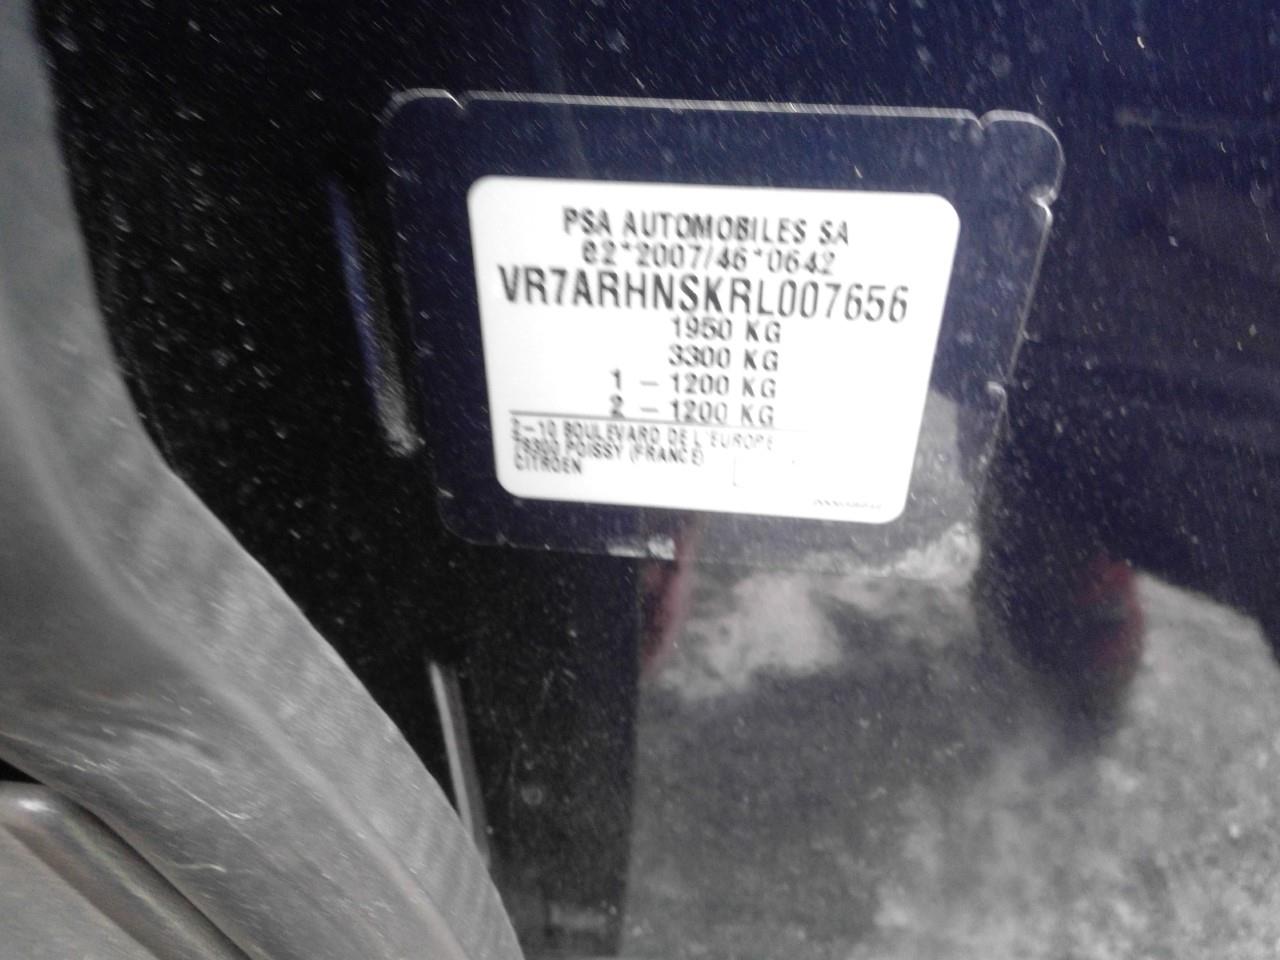 PSA AUTOMOBILES SA
e2*2007/46*0642
VR7ARHNSKRL007656
1950 KG
3300 KG
1 - 1200 KG
2 - 1200 KG
2-10 BOULEVARD DE L'EUROPE
78300 POISSY (FRANCE)
CITROEN